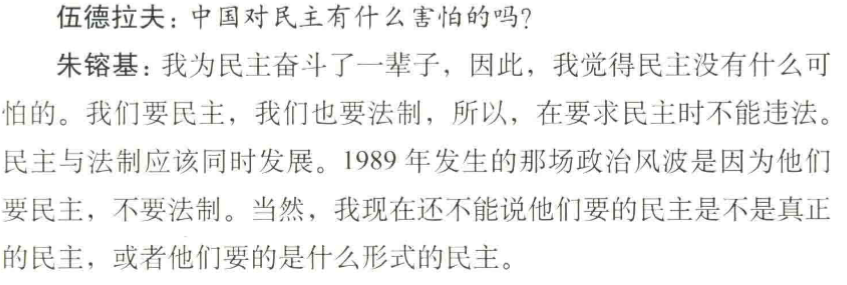 伍德拉夫：中国对民主有什么害怕的吗？
朱镕基：我为民主奋斗了一辈子，因此，我觉得民主没有什么可
怕的。我们要民主，我们也要法制，所以，在要求民主时不能违法。
民主与法制应该同时发展。1989 年发生的那场政治风波是因为他们
要民主，不要法制。当然，我现在还不能说他们要的民主是不是真正
的民主，或者他们要的是什么形式的民主。